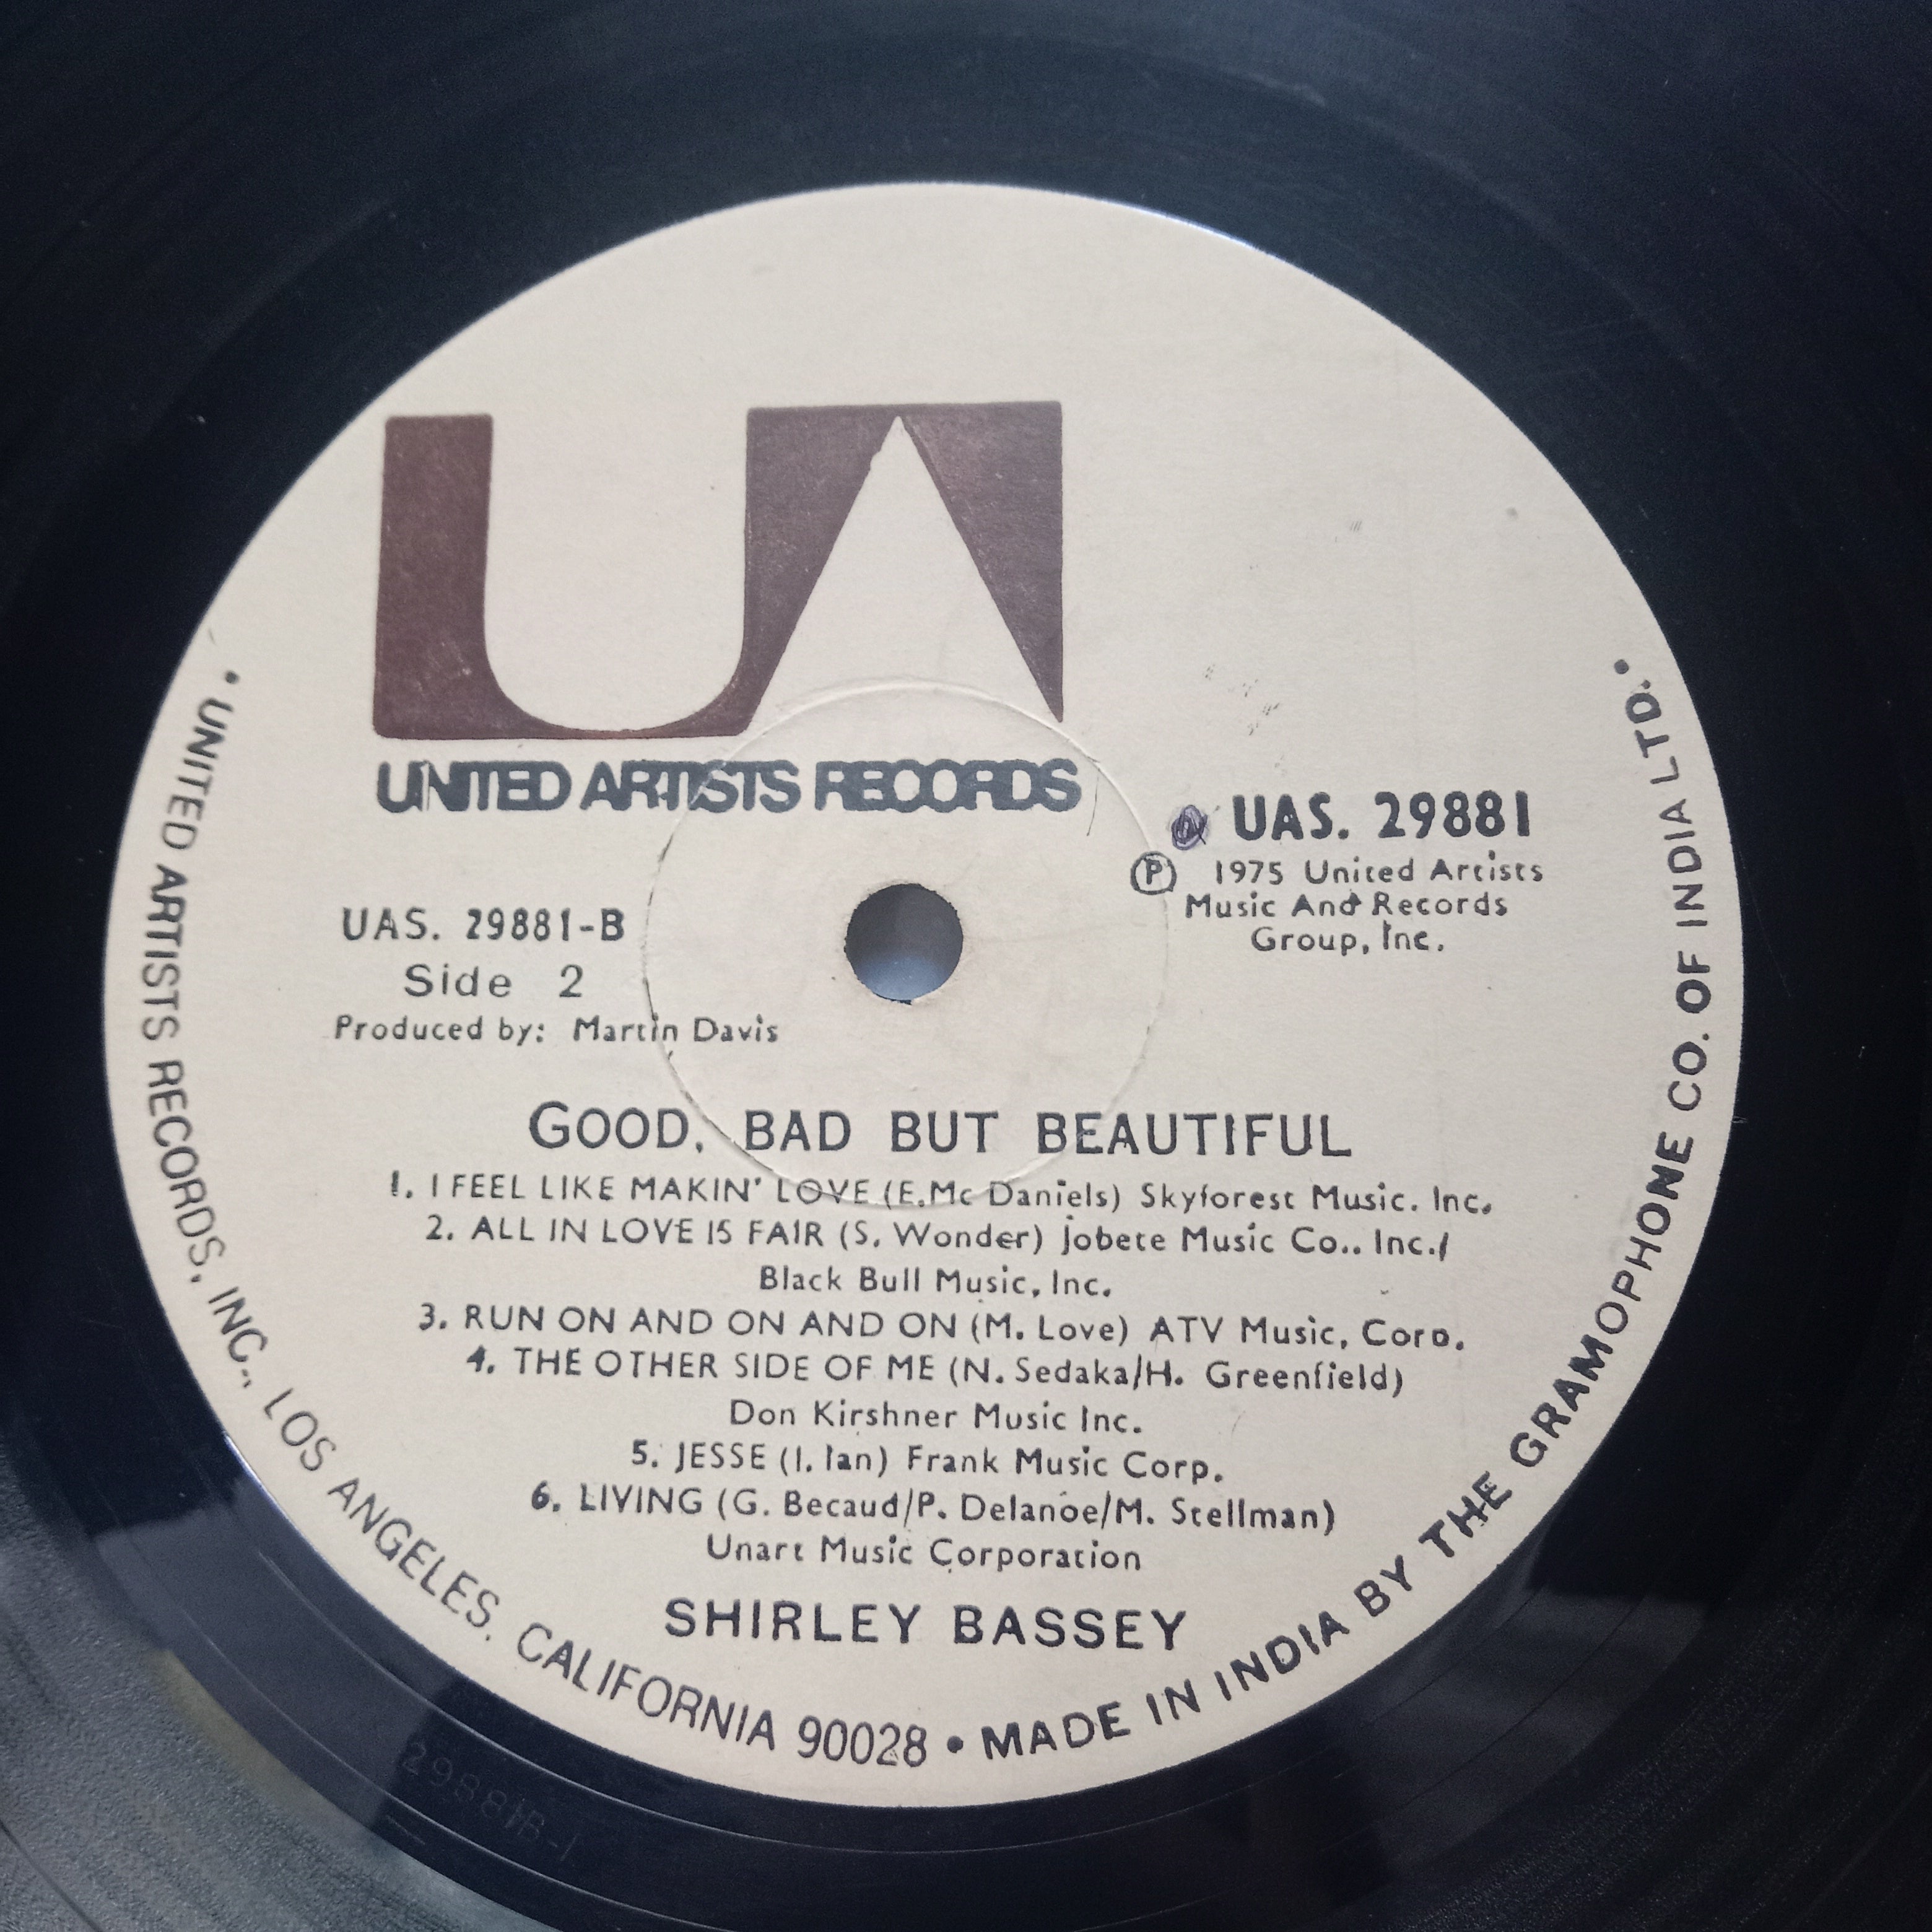 UA
UNITED ARTISTS RECORDS
UAS. 29881
Ⓟ 1975 United Artists
Music And Records
Group, Inc.
UAS. 29881-B
Side 2
Produced by: Martin Davis
GOOD, BAD BUT BEAUTIFUL
1. I FEEL LIKE MAKIN' LOVE (E.Mc Daniels) Skyforest Music. Inc.
2. ALL IN LOVE IS FAIR (S. Wonder) Jobete Music Co.. Inc./
Black Bull Music, Inc.
3. RUN ON AND ON AND ON (M. Love) ATV Music, Corp.
4. THE OTHER SIDE OF ME (N. Sedaka/H. Greenfield)
Don Kirshner Music Inc.
5. JESSE (I. Ian) Frank Music Corp.
6. LIVING (G. Becaud/P. Delanoe/M. Stellman)
Unart Music Corporation
SHIRLEY BASSEY
• UNITED ARTISTS RECORDS, INC., LOS ANGELES, CALIFORNIA 90028 • MADE IN INDIA BY THE GRAMOPHONE CO. OF INDIA LTD. •
29881B-1